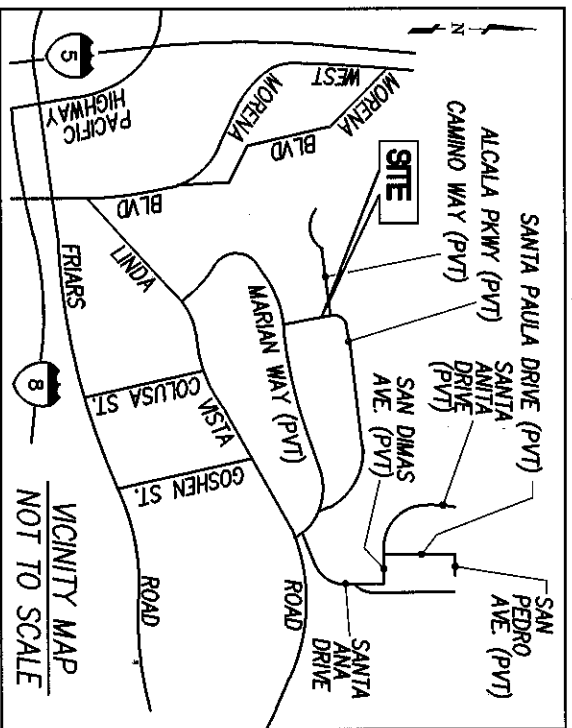 N
5
PACIFIC
HIGHWAY
WEST
MORENA
MORENA
BLVD
BLVD
SITE
ALCALA PKWY (PVT)
CAMINO WAY (PVT)
SANTA PAULA DRIVE (PVT)
SANTA
ANITA
DRIVE
(PVT)
SAN DIMAS
AVE. (PVT)
SAN
PEDRO
AVE. (PVT)
SANTA
ANA
DRIVE
MARIAN WAY (PVT)
LINDA
VISTA
ROAD
FRIARS
ROAD
COLUSA ST.
GOSHEN ST.
8
VICINITY MAP
NOT TO SCALE